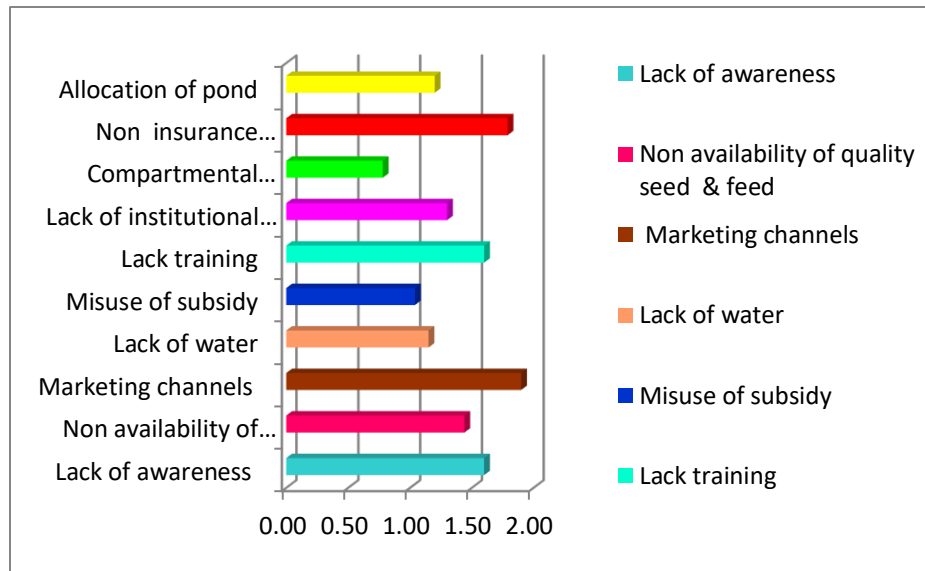 Allocation of pond
Non  insurance...
Compartmental...
Lack of institutional...
Lack training
Misuse of subsidy
Lack of water
Marketing channels
Non availability of...
Lack of awareness
0.00 0.50 1.00 1.50 2.00
Lack of awareness
Non availability of quality
seed  & feed
Marketing channels
Lack of water
Misuse of subsidy
Lack training